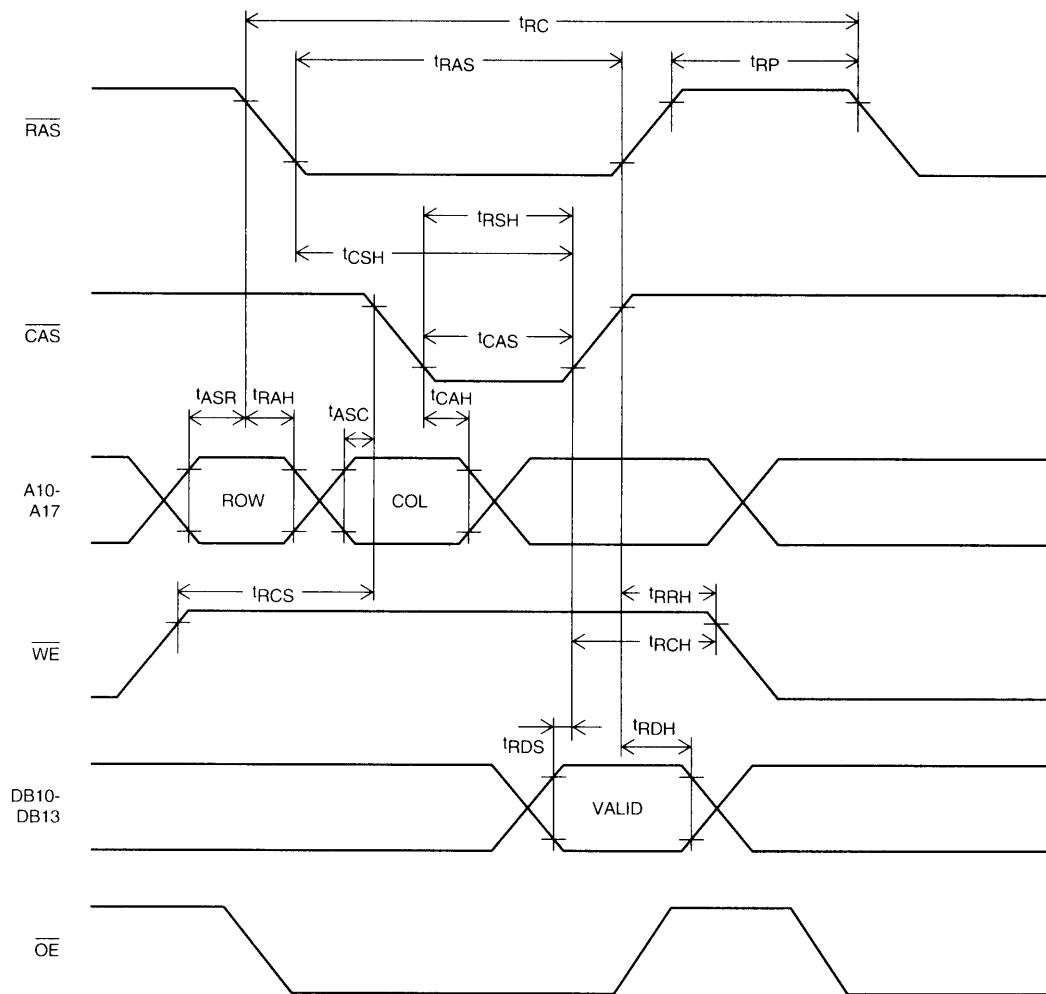 tRC
tRAS
tRP
RAS
tRSH
tCSH
CAS
tCAS
tASR
tRAH
tASC
tCAH
A10-
A17
ROW
COL
tRCS
tRRH
WE
tRCH
tRDS
tRDH
DB10-
DB13
VALID
OE